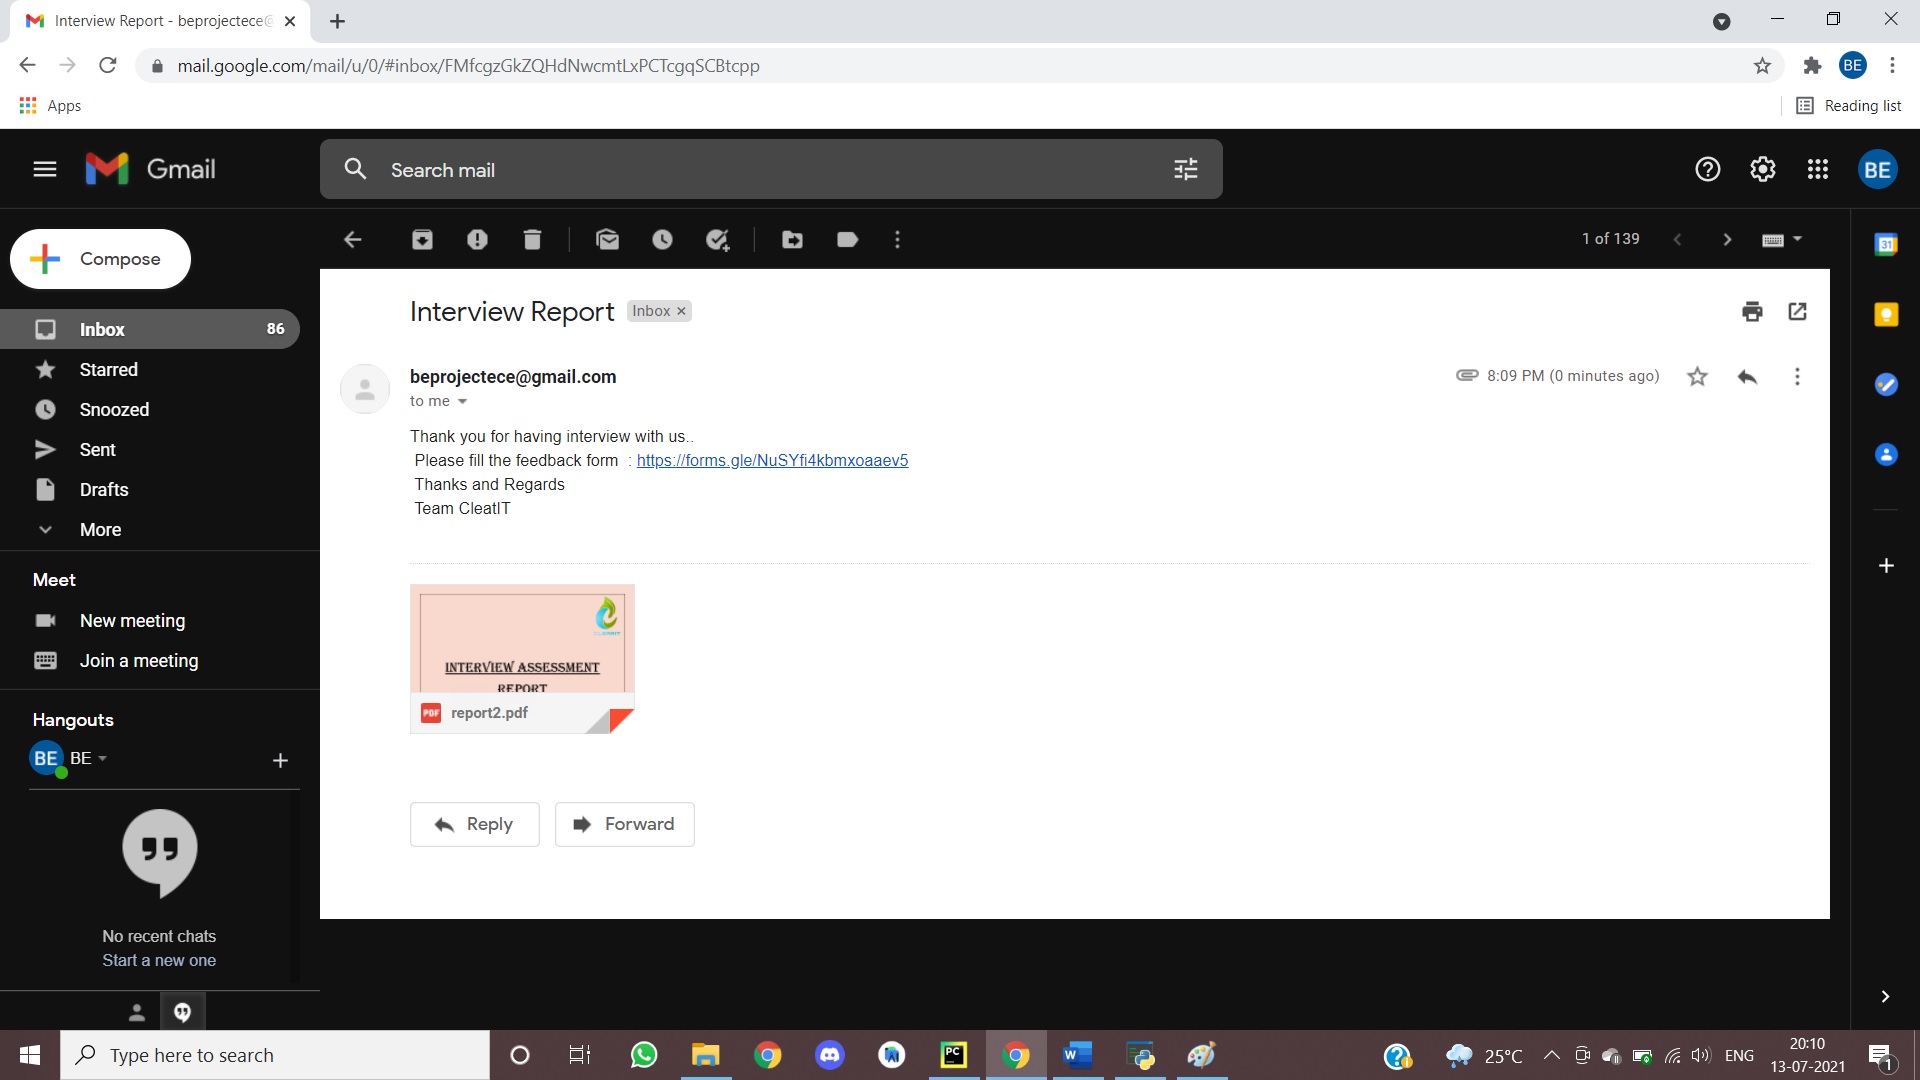 Interview Report - beprojectece@
mail.google.com/mail/u/0/#inbox/FMfcgzGkZQHdNwcmtLxPCTcgqSCBtcpp
BE
Apps
Reading list
Gmail
Search mail
BE
Compose
1 of 139
31
Inbox 86
Starred
Snoozed
Sent
Drafts
More
Interview Report
Inbox ×
beprojectece@gmail.com
8:09 PM (0 minutes ago)
to me
Thank you for having interview with us..
Please fill the feedback form : https://forms.gle/NuSYfi4kbmxoaaev5
Thanks and Regards
Team CleatIT
INTERVIEW ASSESSMENT
REPORT
PDF report2.pdf
Reply
Forward
Meet
New meeting
Join a meeting
Hangouts
BE BE
No recent chats
Start a new one
Type here to search
PC
W
25°C
ENG
20:10
13-07-2021
1